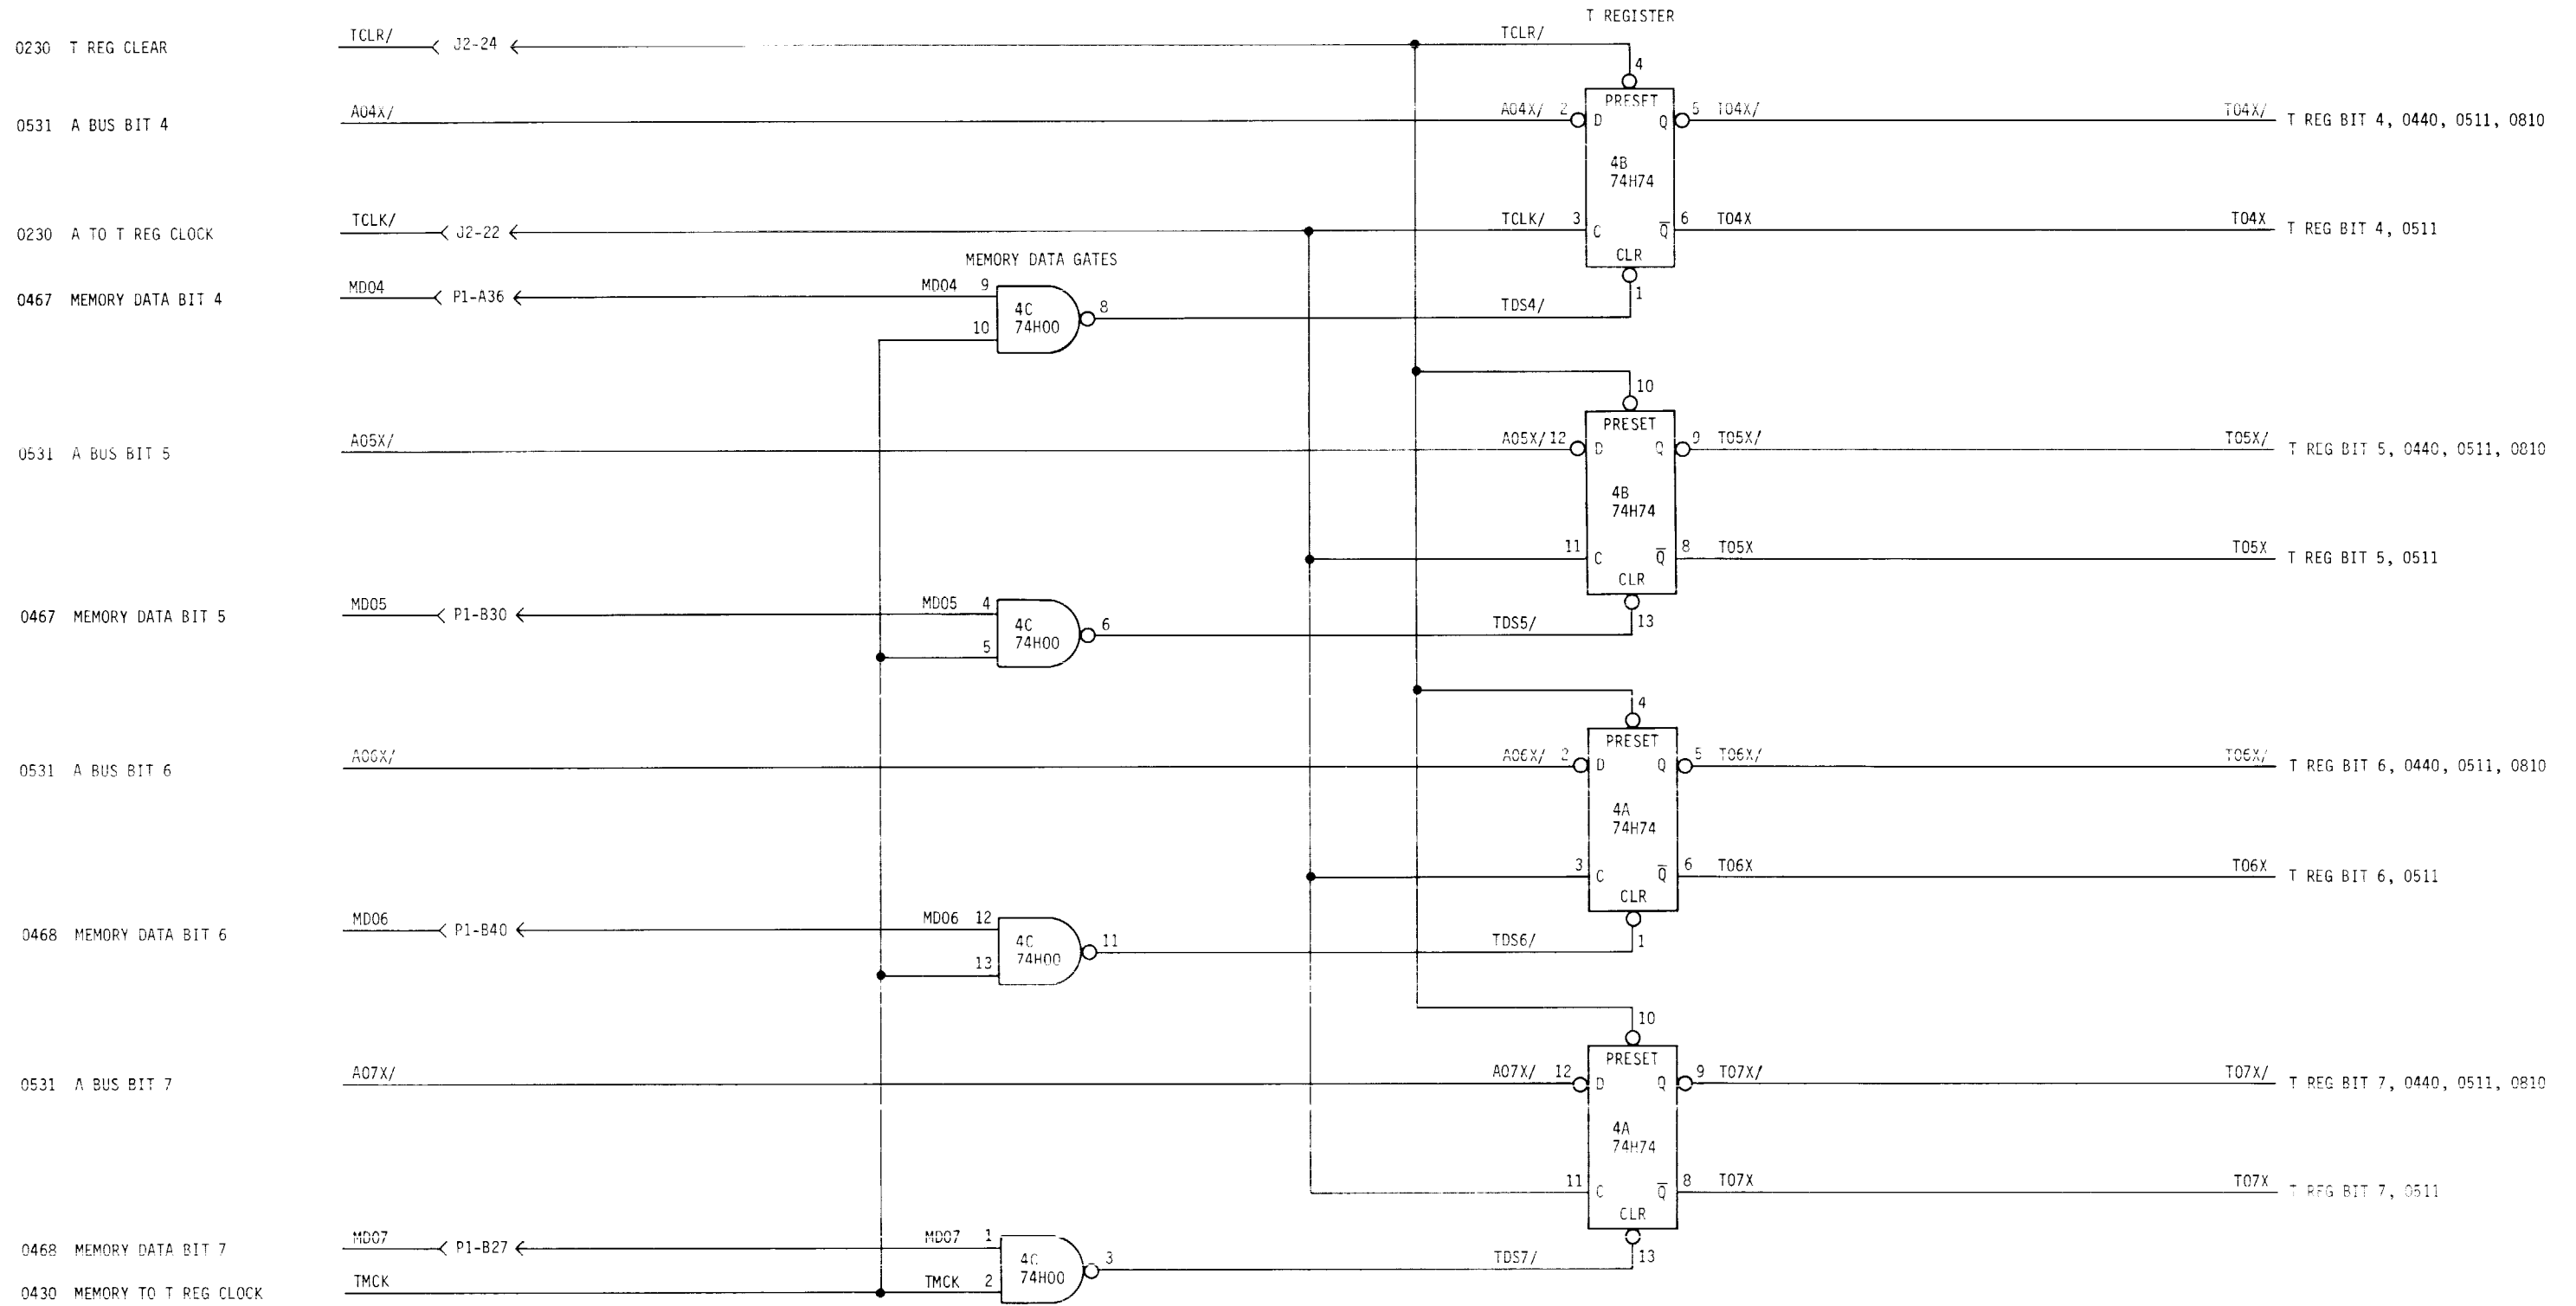 T REGISTER
0230 T REG CLEAR TCLR/ J2-24 TCLR/
4
PRESET
0531 A BUS BIT 4 A04X/ A04X/ 2 D Q 5 T04X/ T04X/ T REG BIT 4, 0440, 0511, 0810
4B
74H74
0230 A TO T REG CLOCK TCLK/ J2-22 TCLK/ 3 C Q̅ 6 T04X T04X T REG BIT 4, 0511
CLR
MEMORY DATA GATES
1
0467 MEMORY DATA BIT 4 MD04 P1-A36 MD04 9
4C
74H00
10
8 TDS4/
10
PRESET
0531 A BUS BIT 5 A05X/ A05X/ 12 D Q 9 T05X/ T05X/ T REG BIT 5, 0440, 0511, 0810
4B
74H74
11 C Q̅ 8 T05X T05X T REG BIT 5, 0511
CLR
13
0467 MEMORY DATA BIT 5 MD05 P1-B30 MD05 4
4C
74H00
5
6 TDS5/
4
PRESET
0531 A BUS BIT 6 A06X/ A06X/ 2 D Q 5 T06X/ T06X/ T REG BIT 6, 0440, 0511, 0810
4A
74H74
3 C Q̅ 6 T06X T06X T REG BIT 6, 0511
CLR
1
0468 MEMORY DATA BIT 6 MD06 P1-B40 MD06 12
4C
74H00
13
11 TDS6/
10
PRESET
0531 A BUS BIT 7 A07X/ A07X/ 12 D Q 9 T07X/ T07X/ T REG BIT 7, 0440, 0511, 0810
4A
74H74
11 C Q̅ 8 T07X T07X T REG BIT 7, 0511
CLR
13
0468 MEMORY DATA BIT 7 MD07 P1-B27 MD07 1
4C
74H00
3 TDS7/
0430 MEMORY TO T REG CLOCK TMCK TMCK 2